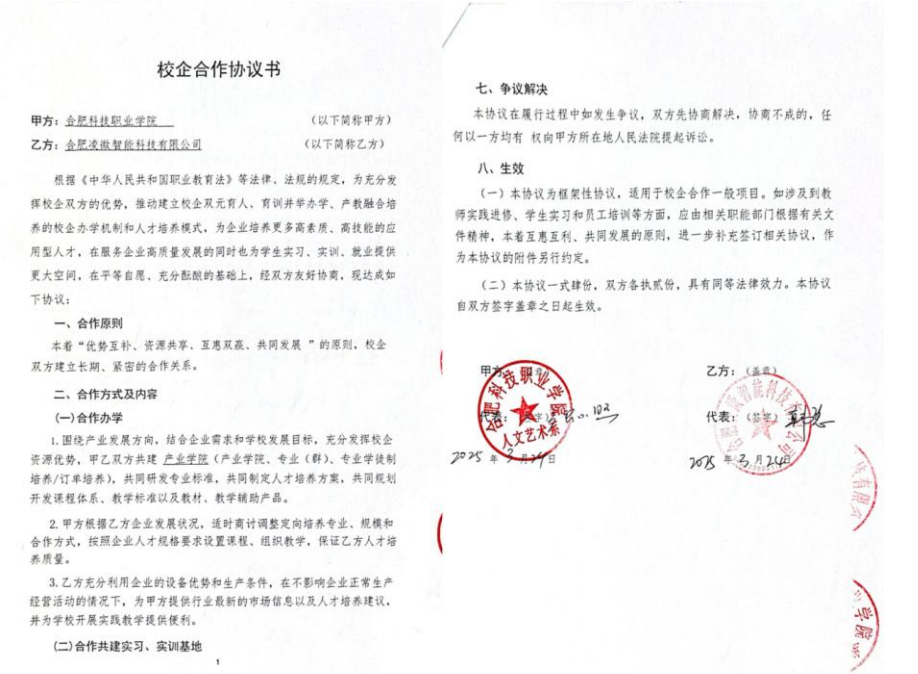 校企合作协议书
甲方：合肥科技职业学院 （以下简称甲方）
乙方：合肥凌微智能科技有限公司 （以下简称乙方）
根据《中华人民共和国职业教育法》等法律、法规的规定，为充分发
挥校企双方的优势，推动建立校企双元育人、育训并举办学、产教融合培
养的校企办学机制和人才培养模式，为企业培养更多高素质、高技能的应
用型人才，在服务企业高质量发展的同时也为学生实习、实训、就业提供
更大空间，在平等自愿、充分酝酿的基础上，经双方友好协商，现达成如
下协议：
一、合作原则
本着“优势互补、资源共享、互惠双赢、共同发展 ”的原则，校企
双方建立长期、紧密的合作关系。
二、合作方式及内容
(一)合作办学
1.围绕产业发展方向，结合企业需求和学校发展目标，充分发挥校企
资源优势，甲乙双方共建 产业学院（产业学院、专业（群）、专业学徒制
培养/订单培养），共同研发专业标准，共同制定人才培养方案，共同规划
开发课程体系、教学标准以及教材、教学辅助产品。
2.甲方根据乙方企业发展状况，适时商计调整定向培养专业、规模和
合作方式，按照企业人才规格要求设置课程、组织教学，保证乙方人才培
养质量。
3.乙方充分利用企业的设备优势和生产条件，在不影响企业正常生产
经营活动的情况下，为甲方提供行业最新的市场信息以及人才培养建议，
并为学校开展实践教学提供便利。
(二)合作共建实习、实训基地
1
七、争议解决
本协议在履行过程中如发生争议，双方先协商解决，协商不成的，任
何以一方均有 权向甲方所在地人民法院提起诉讼。
八、生效
（一）本协议为框架性协议，适用于校企合作一般项目。如涉及到教
师实践进修、学生实习和员工培训等方面，应由相关职能部门根据有关文
件精神，本着互惠互利、共同发展的原则，进一步补充签订相关协议，作
为本协议的附件另行约定。
（二）本协议一式肆份，双方各执贰份，具有同等法律效力。本协议
自双方签字盖章之日起生效。
甲方 盖章）
代表： 签字）
2025 年 3 月 24 日
合肥科技职业学院
人文艺术系
乙方：（盖章）
代表：（签字）
2025 年 3 月 24 日
智能科技
技有限公
学院